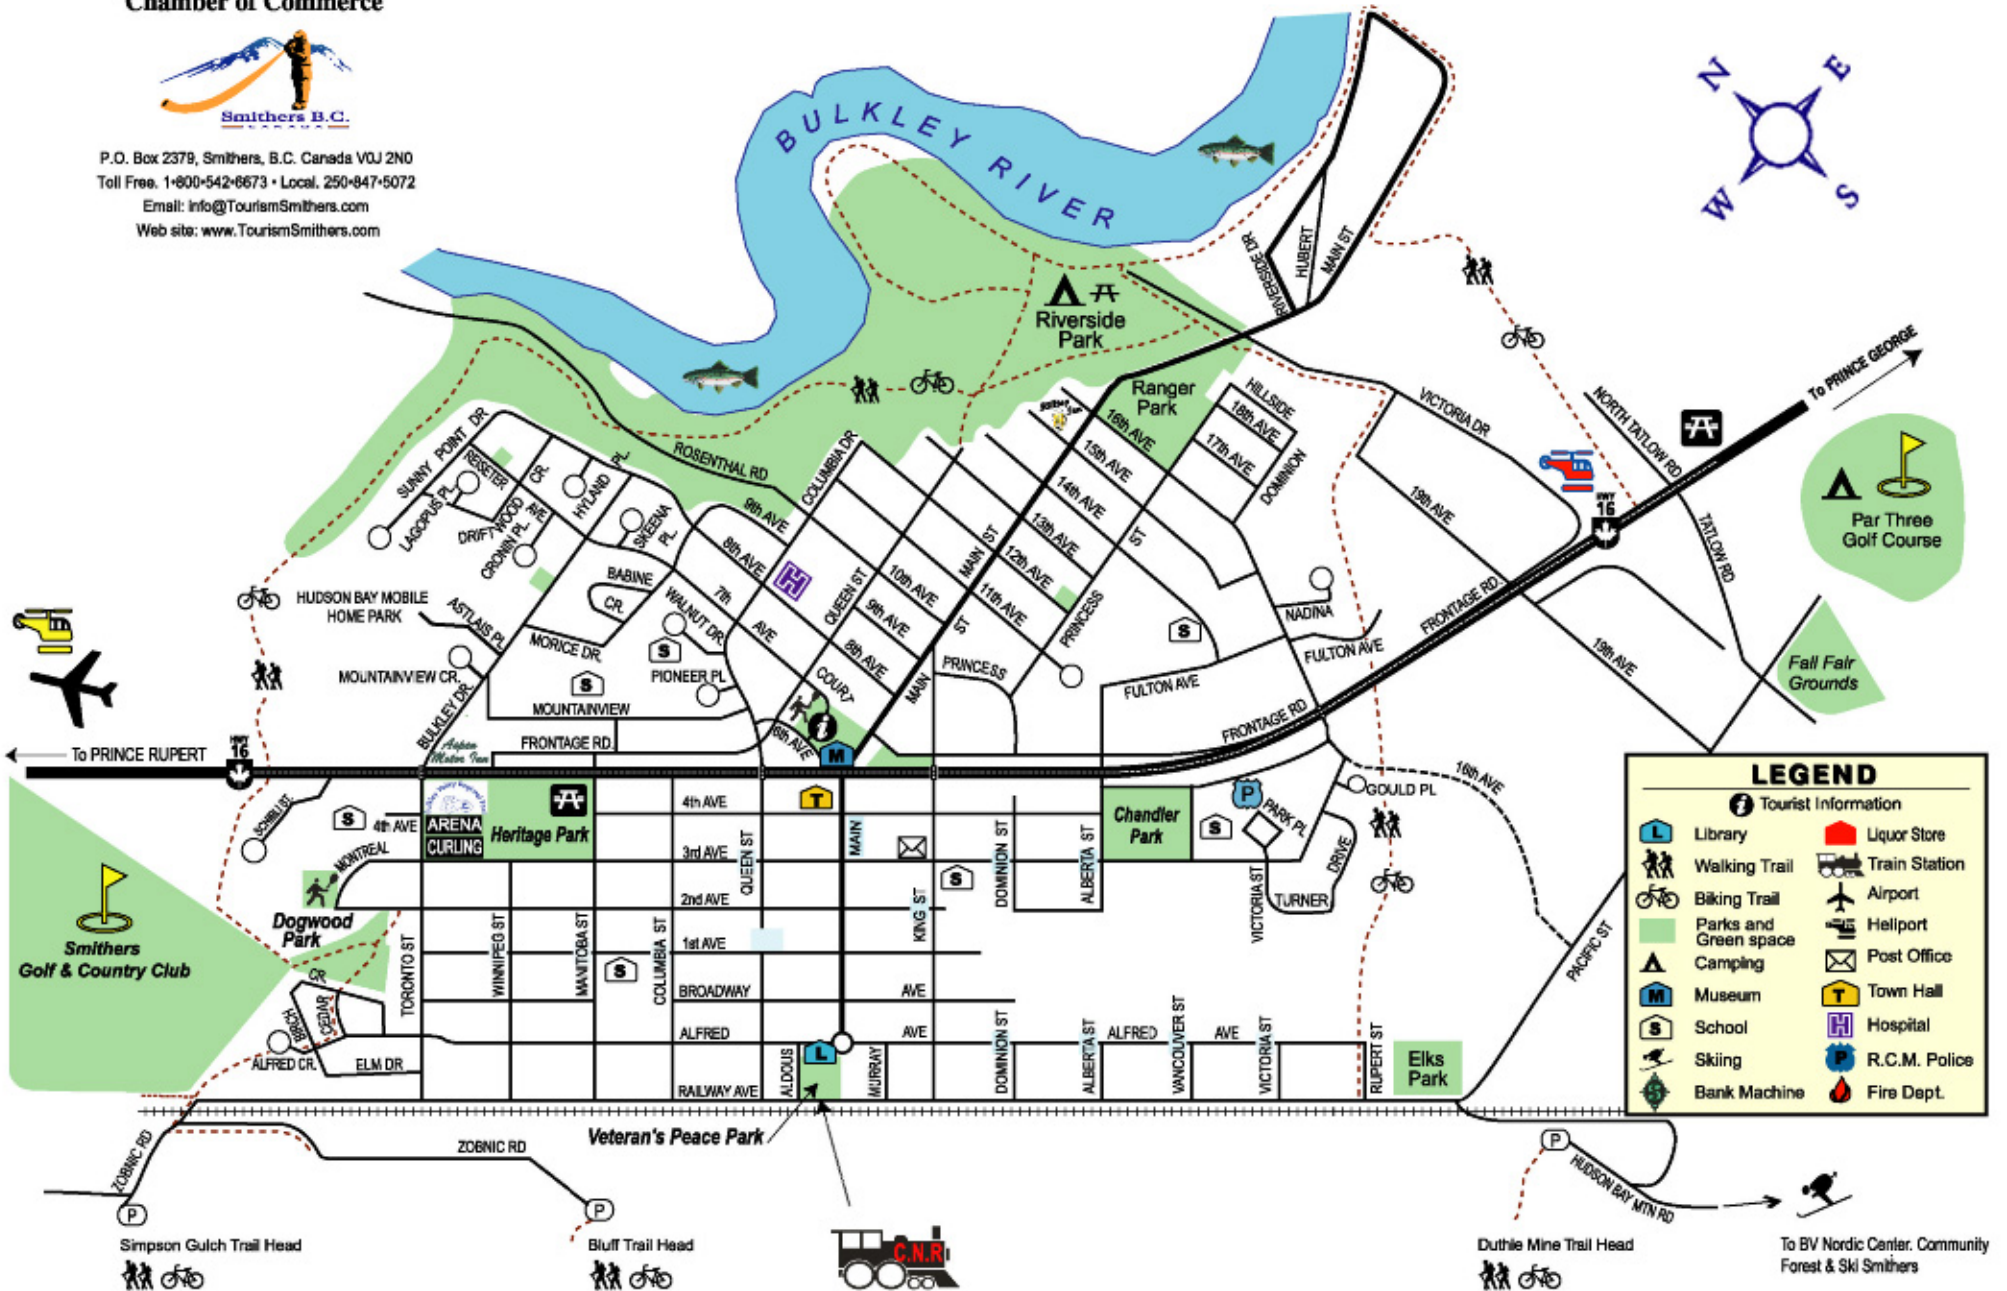 Chamber of Commerce
Smithers B.C.
CANADA
P.O. Box 2379, Smithers, B.C. Canada V0J 2N0
Toll Free. 1•800•542•6673 • Local. 250•847•5072
Email: info@TourismSmithers.com
Web site: www.TourismSmithers.com
BULKLEY RIVER
N
E
W
S
Riverside
Park
Ranger
Park
RIVERSIDE DR
HUBERT
MAIN ST
HILLSIDE
18th AVE
17th AVE
16th AVE
15th AVE
14th AVE
13th AVE
12th AVE
11th AVE
10th AVE
9th AVE
8th AVE
DOMINION
VICTORIA DR
NORTH TATLOW RD
To PRINCE GEORGE
HWY
16
19th AVE
TATLOW RD
Par Three
Golf Course
Fall Fair
Grounds
19th AVE
SUNNY POINT DR
REISETER
AVE
LAGOPUS PL
DRIFTWOOD
CR.
CRONIN PL.
HYLAND
PL.
SKEENA
PL.
ROSENTHAL RD
COLUMBIA DR
9th AVE
8th AVE
7th
AVE
H
QUEEN ST
MAIN ST
ST
PRINCESS
ST
HUDSON BAY MOBILE
HOME PARK
ASTLAIS PL
BABINE
CR.
WALNUT DR.
MORICE DR.
S
PIONEER PL
MOUNTAINVIEW CR.
S
MOUNTAINVIEW
BULKLEY DR.
FRONTAGE RD.
COURT
MAIN
PRINCESS
6th AVE
M
S
NADINA
FULTON AVE
FULTON AVE
FRONTAGE RD
FRONTAGE RD.
To PRINCE RUPERT
HWY
16
Aspen
Motor Inn
SCHIBLI ST.
S
4th AVE
ARENA
CURLING
Heritage Park
MONTREAL
4th AVE
3rd AVE
2nd AVE
1st AVE
T
MAIN
QUEEN ST
S
KING ST
DOMINION ST
ALBERTA ST
Chandler
Park
P
PARK PL
S
GOULD PL
16th AVE
DRIVE
TURNER
VICTORIA ST
PACIFIC ST
Smithers
Golf & Country Club
Dogwood
Park
CR.
BIRCH
CEDAR
ALFRED CR.
ELM DR
TORONTO ST
WINNIPEG ST
MANITOBA ST
S
COLUMBIA ST
BROADWAY
AVE
ALFRED
AVE
ALFRED
AVE
RAILWAY AVE
ALDOUS
L
MURRAY
DOMINION ST
ALBERTA ST
VANCOUVER ST
VICTORIA ST
RUPERT ST
Elks
Park
LEGEND
i Tourist Information
L Library
Liquor Store
Walking Trail
Train Station
Biking Trail
Airport
Parks and
Green space
Heliport
Camping
Post Office
M Museum
T Town Hall
S School
H Hospital
Skiing
P R.C.M. Police
Bank Machine
Fire Dept.
Veteran's Peace Park
ZOBNIC RD
ZOBNIC RD
P
P
P
HUDSON BAY MTN RD
Simpson Gulch Trail Head
Bluff Trail Head
C.N.R
Duthie Mine Trail Head
To BV Nordic Center. Community
Forest & Ski Smithers